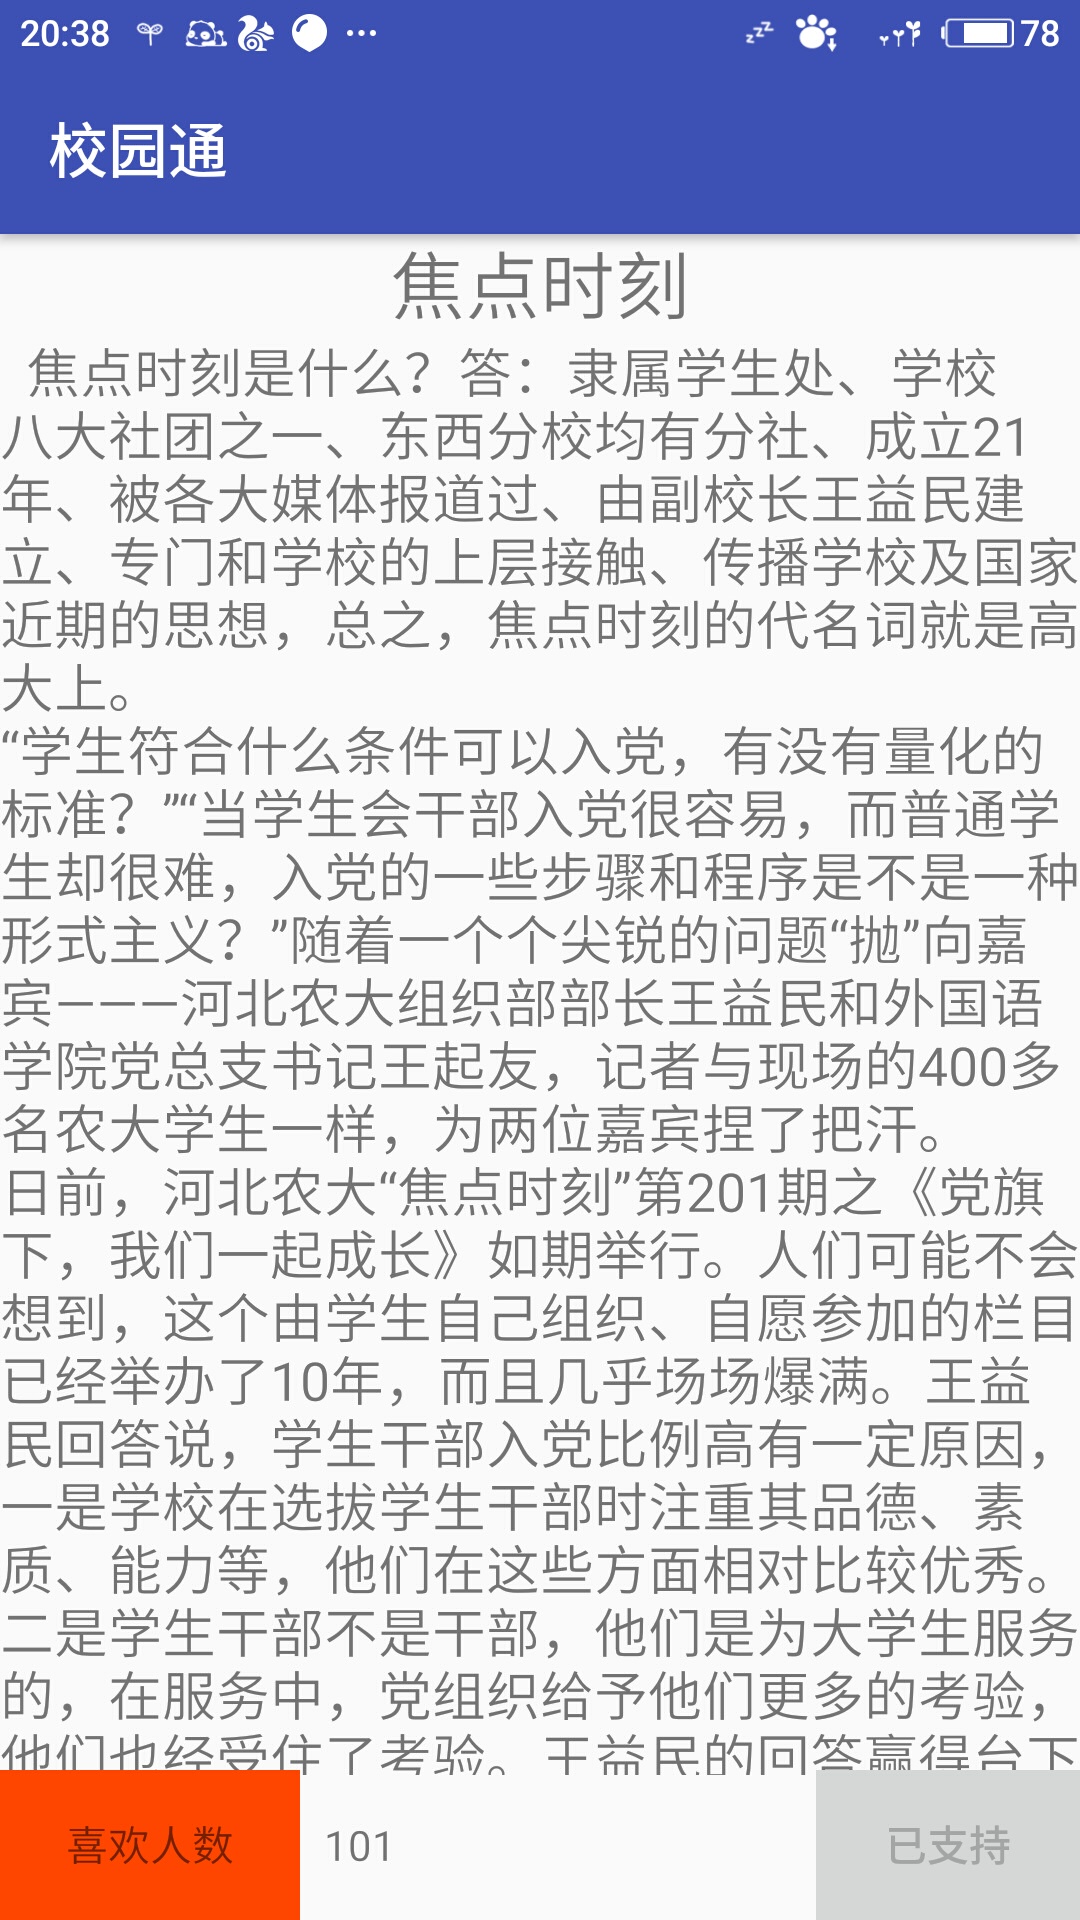 20:38
78
校园通
焦点时刻
焦点时刻是什么？答：隶属学生处、学校
八大社团之一、东西分校均有分社、成立21
年、被各大媒体报道过、由副校长王益民建
立、专门和学校的上层接触、传播学校及国家
近期的思想，总之，焦点时刻的代名词就是高
大上。
“学生符合什么条件可以入党，有没有量化的
标准？”“当学生会干部入党很容易，而普通学
生却很难，入党的一些步骤和程序是不是一种
形式主义？”随着一个个尖锐的问题“抛”向嘉
宾———河北农大组织部部长王益民和外国语
学院党总支书记王起友，记者与现场的400多
名农大学生一样，为两位嘉宾捏了把汗。
日前，河北农大“焦点时刻”第201期之《党旗
下，我们一起成长》如期举行。人们可能不会
想到，这个由学生自己组织、自愿参加的栏目
已经举办了10年，而且几乎场场爆满。王益
民回答说，学生干部入党比例高有一定原因，
一是学校在选拔学生干部时注重其品德、素
质、能力等，他们在这些方面相对比较优秀。
二是学生干部不是干部，他们是为大学生服务
的，在服务中，党组织给予他们更多的考验，
他们也经受住了考验。王益民的回答赢得台下
喜欢人数
101
已支持